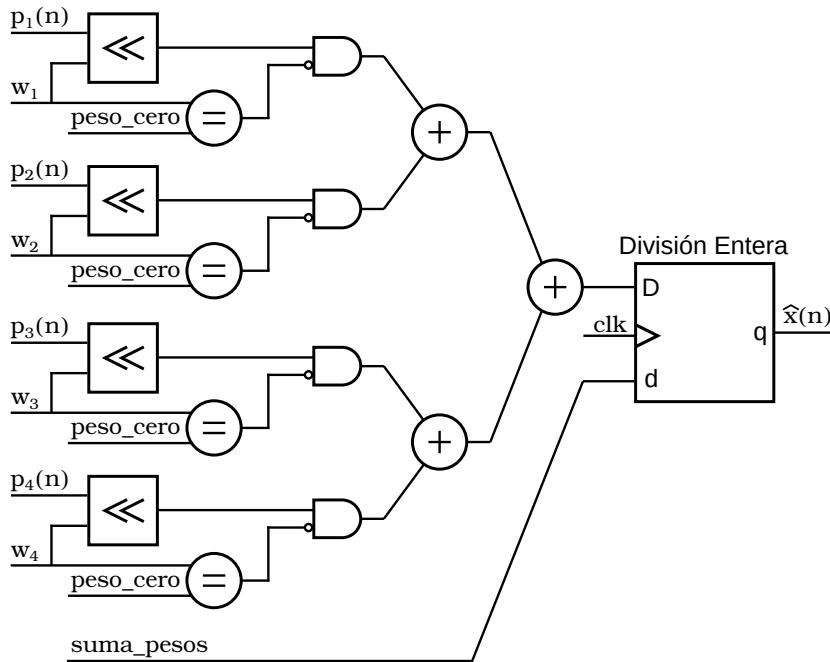 p₁(n)
≪
w₁
peso_cero
=
+
p₂(n)
≪
w₂
peso_cero
=
División Entera
+
D
clk
q
x̂(n)
d
p₃(n)
≪
w₃
peso_cero
=
+
p₄(n)
≪
w₄
peso_cero
=
suma_pesos